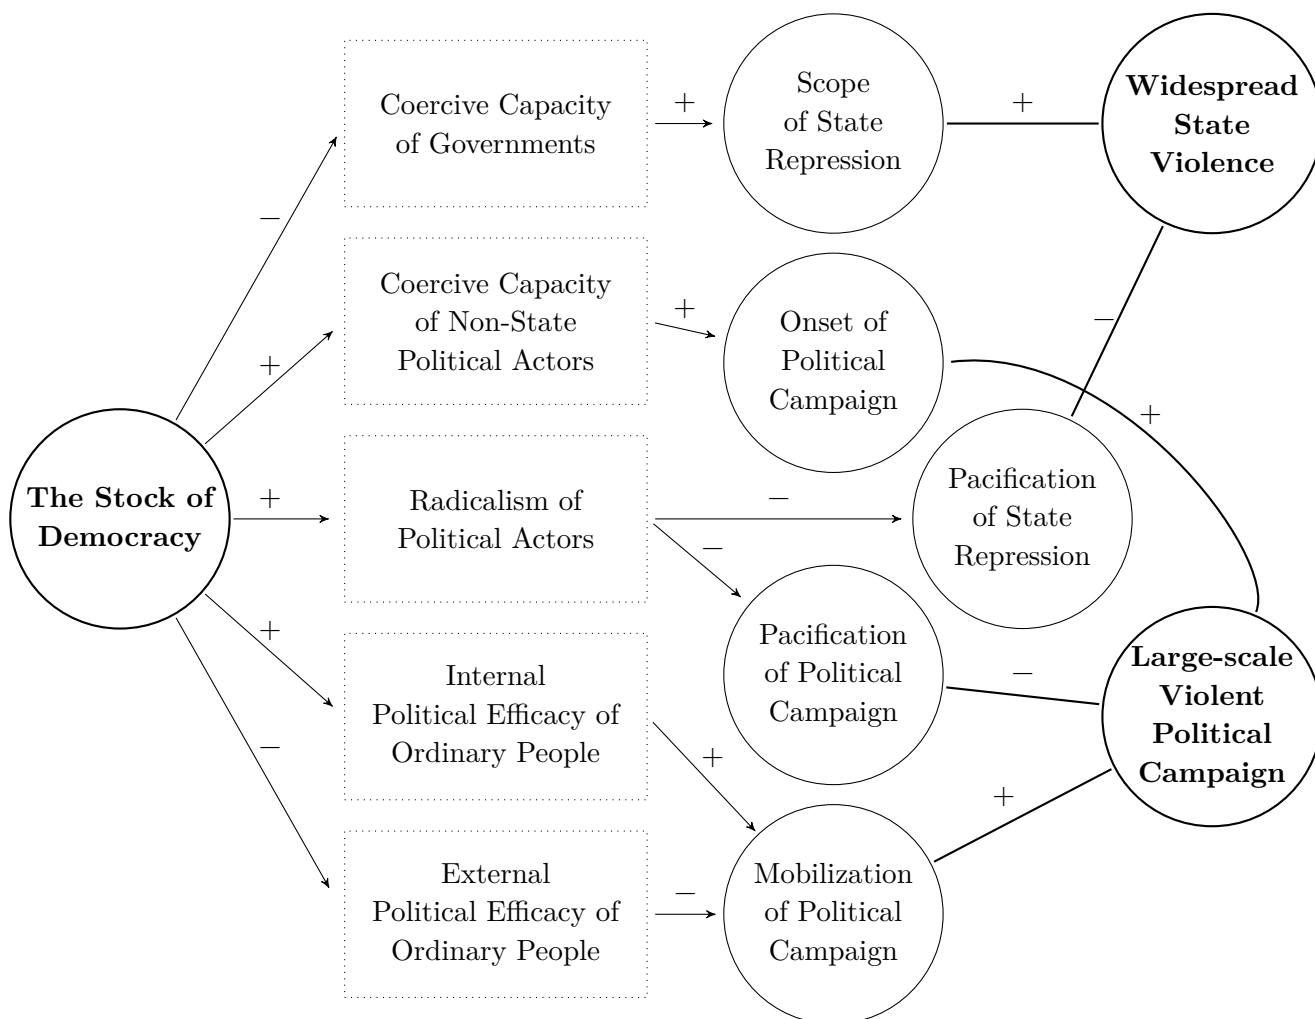 Coercive Capacity
of Governments
+
Scope
of State
Repression
+
Widespread
State
Violence
−
Coercive Capacity
of Non-State
Political Actors
+
Onset of
Political
Campaign
−
+
+
The Stock of
Democracy
+
Radicalism of
Political Actors
−
Pacification
of State
Repression
−
+
Internal
Political Efficacy of
Ordinary People
Pacification
of Political
Campaign
−
Large-scale
Violent
Political
Campaign
−
+
+
External
Political Efficacy of
Ordinary People
−
Mobilization
of Political
Campaign